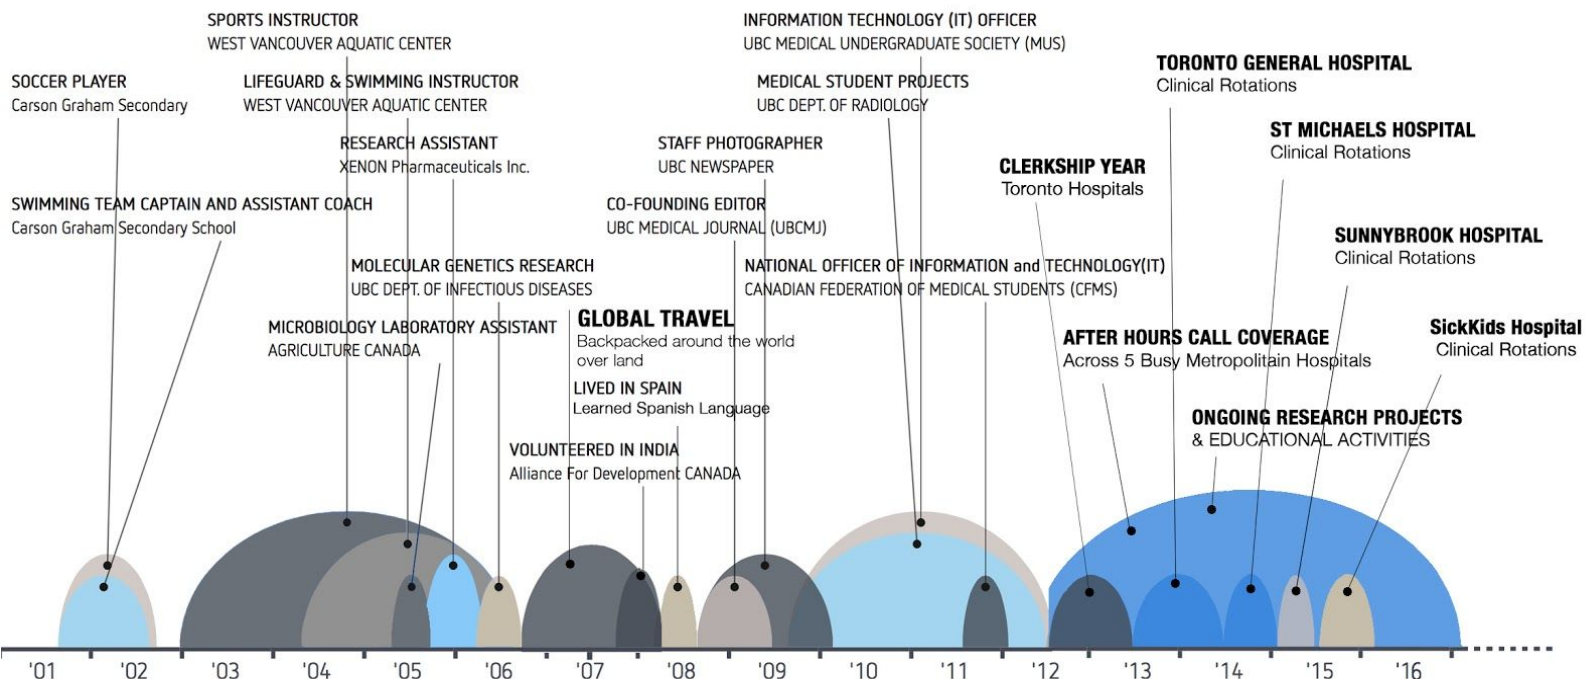 SPORTS INSTRUCTOR
WEST VANCOUVER AQUATIC CENTER
INFORMATION TECHNOLOGY (IT) OFFICER
UBC MEDICAL UNDERGRADUATE SOCIETY (MUS)
SOCCER PLAYER
Carson Graham Secondary
LIFEGUARD & SWIMMING INSTRUCTOR
WEST VANCOUVER AQUATIC CENTER
MEDICAL STUDENT PROJECTS
UBC DEPT. OF RADIOLOGY
TORONTO GENERAL HOSPITAL
Clinical Rotations
RESEARCH ASSISTANT
XENON Pharmaceuticals Inc.
STAFF PHOTOGRAPHER
UBC NEWSPAPER
ST MICHAELS HOSPITAL
Clinical Rotations
CLERKSHIP YEAR
Toronto Hospitals
SWIMMING TEAM CAPTAIN AND ASSISTANT COACH
Carson Graham Secondary School
CO-FOUNDING EDITOR
UBC MEDICAL JOURNAL (UBCMJ)
SUNNYBROOK HOSPITAL
Clinical Rotations
MOLECULAR GENETICS RESEARCH
UBC DEPT. OF INFECTIOUS DISEASES
NATIONAL OFFICER OF INFORMATION and TECHNOLOGY(IT)
CANADIAN FEDERATION OF MEDICAL STUDENTS (CFMS)
MICROBIOLOGY LABORATORY ASSISTANT
AGRICULTURE CANADA
GLOBAL TRAVEL
Backpacked around the world
over land
AFTER HOURS CALL COVERAGE
Across 5 Busy Metropolitain Hospitals
SickKids Hospital
Clinical Rotations
LIVED IN SPAIN
Learned Spanish Language
ONGOING RESEARCH PROJECTS
& EDUCATIONAL ACTIVITIES
VOLUNTEERED IN INDIA
Alliance For Development CANADA
'01 '02 '03 '04 '05 '06 '07 '08 '09 '10 '11 '12 '13 '14 '15 '16